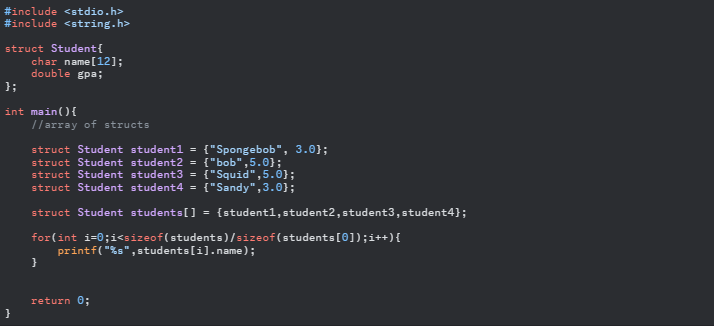 #include <stdio.h>
#include <string.h>
struct Student{
char name[12];
double gpa;
};
int main(){
//array of structs
struct Student student1 = {"Spongebob", 3.0};
struct Student student2 = {"bob",5.0};
struct Student student3 = {"Squid",5.0};
struct Student student4 = {"Sandy",3.0};
struct Student students[] = {student1,student2,student3,student4};
for(int i=0;i<sizeof(students)/sizeof(students[0]);i++){
printf("%s",students[i].name);
}
return 0;
}